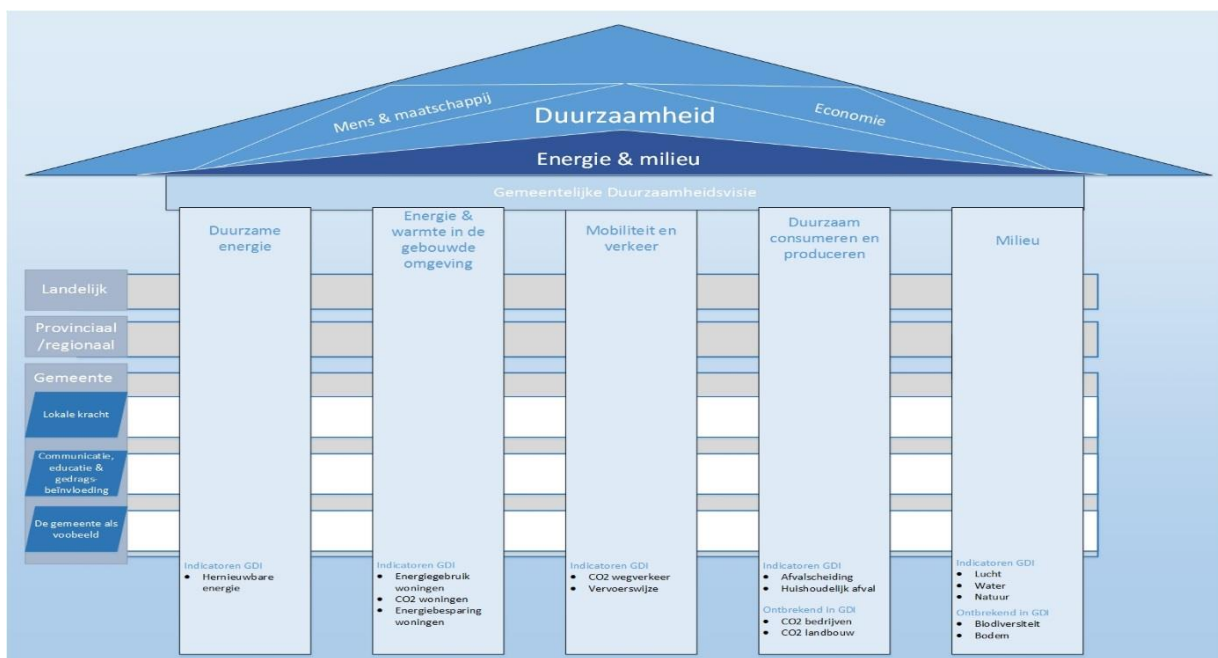 Mens & maatschappij
Economie
Duurzaamheid
Energie & milieu
Gemeentelijke Duurzaamheidsvisie
Duurzame
energie
Energie &
warmte in de
gebouwde
omgeving
Mobiliteit en
verkeer
Duurzaam
consumeren en
produceren
Milieu
Landelijk
Provinciaal
/regionaal
Gemeente
Lokale kracht
Communicatie,
educatie &
gedrags-
beïnvloeding
De gemeente als
voobeeld
Indicatoren GDI
• Hernieuwbare
energie
Indicatoren GDI
• Energiegebruik
woningen
• CO2 woningen
• Energiebesparing
woningen
Indicatoren GDI
• CO2 wegverkeer
• Vervoerswijze
Indicatoren GDI
• Afvalscheiding
• Huishoudelijk afval
Ontbrekend in GDI
• CO2 bedrijven
• CO2 landbouw
Indicatoren GDI
• Lucht
• Water
• Natuur
Ontbrekend in GDI
• Biodiversiteit
• Bodem